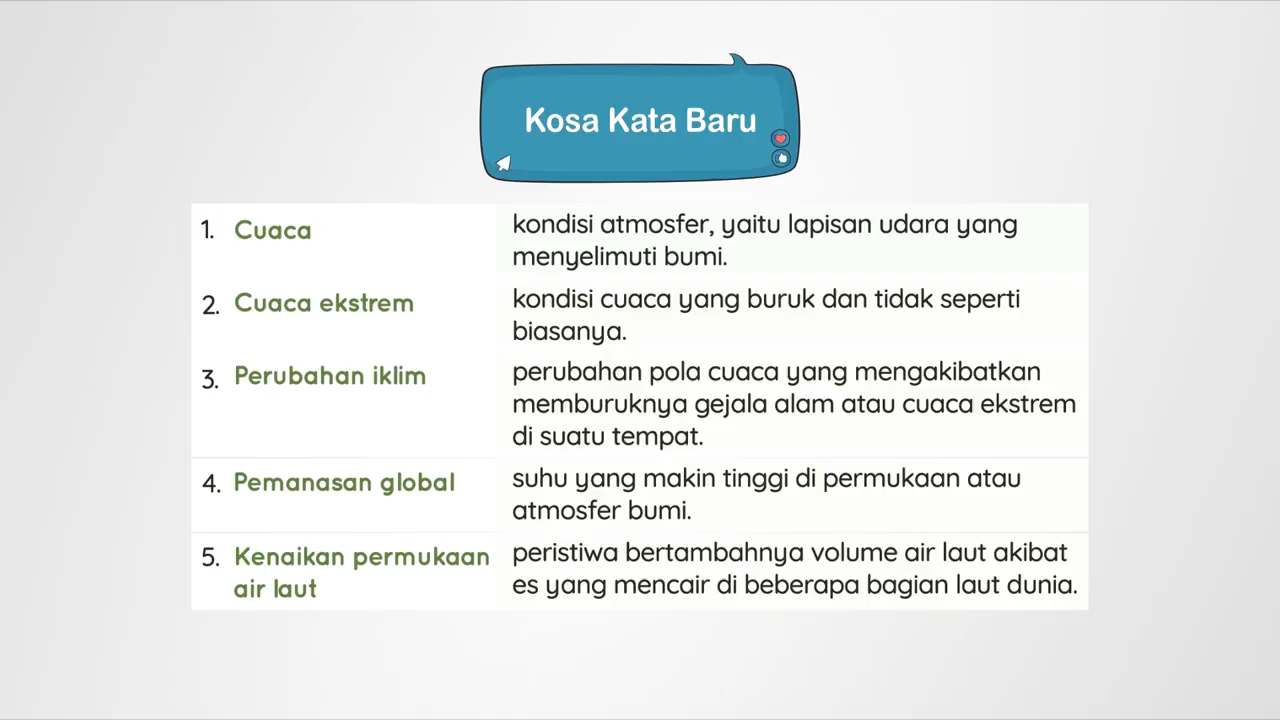 Kosa Kata Baru
1. Cuaca
kondisi atmosfer, yaitu lapisan udara yang
menyelimuti bumi.
2. Cuaca ekstrem
kondisi cuaca yang buruk dan tidak seperti
biasanya.
3. Perubahan iklim
perubahan pola cuaca yang mengakibatkan
memburuknya gejala alam atau cuaca ekstrem
di suatu tempat.
4. Pemanasan global
suhu yang makin tinggi di permukaan atau
atmosfer bumi.
5. Kenaikan permukaan
air laut
peristiwa bertambahnya volume air laut akibat
es yang mencair di beberapa bagian laut dunia.